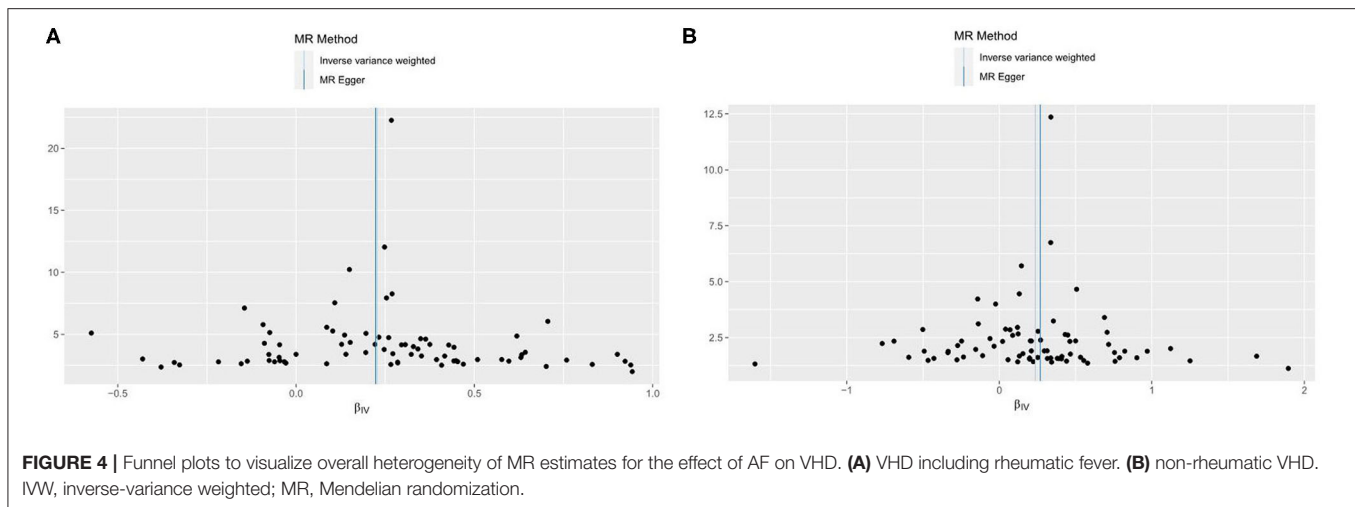 A
MR Method
Inverse variance weighted
MR Egger
20
15
10
5
−0.5
0.0
0.5
1.0
βIV
B
MR Method
Inverse variance weighted
MR Egger
12.5
10.0
7.5
5.0
2.5
−1
0
1
2
βIV
FIGURE 4 | Funnel plots to visualize overall heterogeneity of MR estimates for the effect of AF on VHD. (A) VHD including rheumatic fever. (B) non-rheumatic VHD.
IVW, inverse-variance weighted; MR, Mendelian randomization.